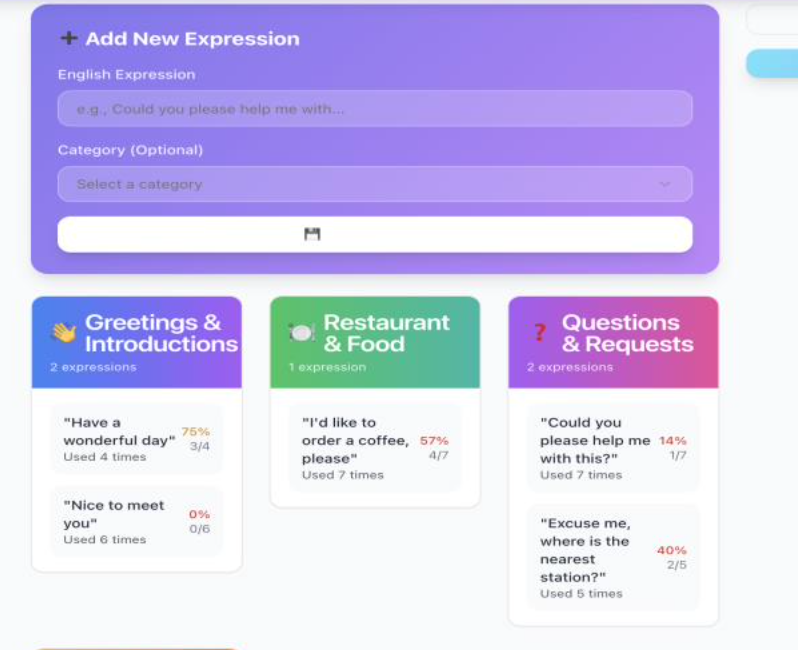 Add New Expression
English Expression
e.g., Could you please help me with...
Category (Optional)
Select a category
Greetings &
Introductions
2 expressions
"Have a
wonderful day"
Used 4 times
75%
3/4
"Nice to meet
you"
Used 6 times
0%
0/6
Restaurant
& Food
1 expression
"I'd like to
order a coffee,
please"
Used 7 times
57%
4/7
Questions
& Requests
2 expressions
"Could you
please help me
with this?"
Used 7 times
14%
1/7
"Excuse me,
where is the
nearest
station?"
Used 5 times
40%
2/5